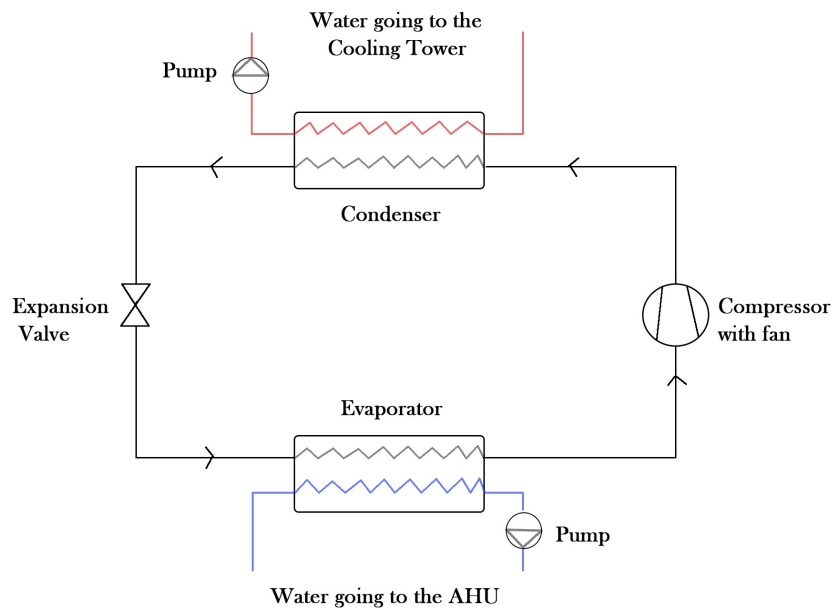 Water going to the
Cooling Tower
Pump
Condenser
Expansion
Valve
Compressor
with fan
Evaporator
Pump
Water going to the AHU